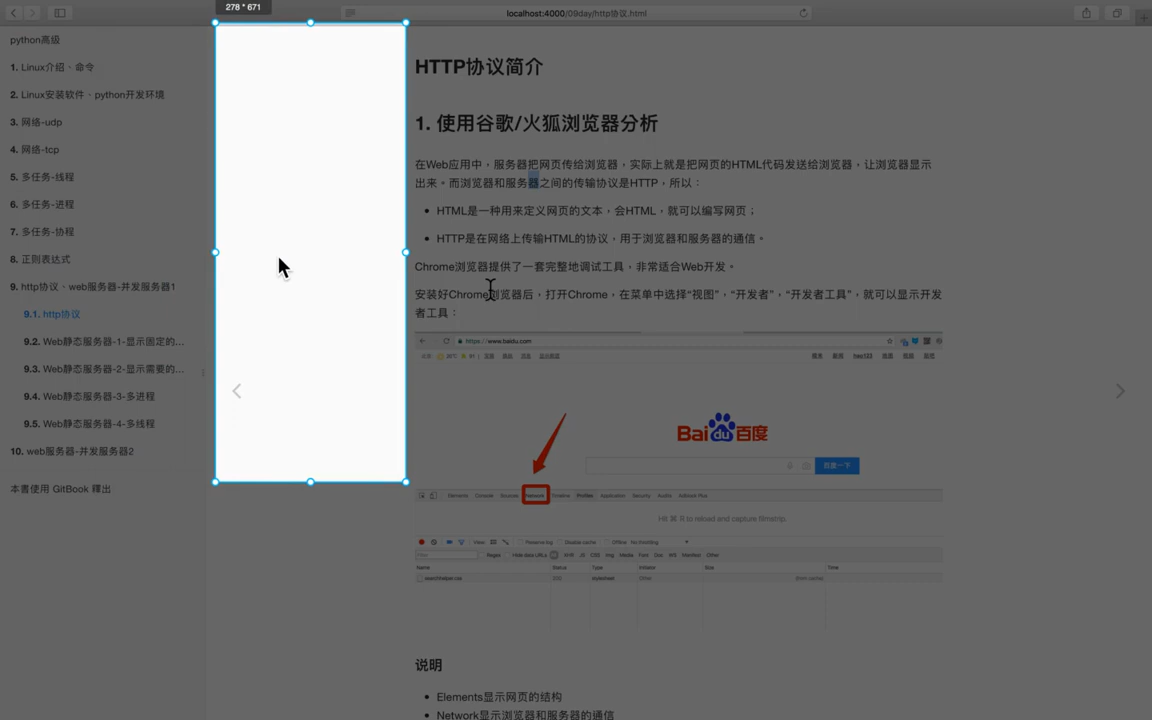 278 * 671
localhost:4000/09day/http协议.html
python高级
1. Linux介绍、命令
2. Linux安装软件、python开发环境
3. 网络-udp
4. 网络-tcp
5. 多任务-线程
6. 多任务-进程
7. 多任务-协程
8. 正则表达式
9. http协议、web服务器-并发服务器1
9.1. http协议
9.2. Web静态服务器-1-显示固定的...
9.3. Web静态服务器-2-显示需要的...
9.4. Web静态服务器-3-多进程
9.5. Web静态服务器-4-多线程
10. web服务器-并发服务器2
本書使用 GitBook 釋出
HTTP协议简介
1. 使用谷歌/火狐浏览器分析
在Web应用中，服务器把网页传给浏览器，实际上就是把网页的HTML代码发送给浏览器，让浏览器显示
出来。而浏览器和服务器之间的传输协议是HTTP，所以：
• HTML是一种用来定义网页的文本，会HTML，就可以编写网页；
• HTTP是在网络上传输HTML的协议，用于浏览器和服务器的通信。
Chrome浏览器提供了一套完整地调试工具，非常适合Web开发。
安装好Chrome浏览器后，打开Chrome，在菜单中选择“视图”，“开发者”，“开发者工具”，就可以显示开发
者工具：
https://www.baidu.com
Bai du 百度
百度一下
Elements Console Sources Network Timeline Profiles Application Security Audits Adblock Plus
Hit ⌘ R to reload and capture filmstrip.
View: Preserve log Disable cache Offline No throttling
Filter Regex Hide data URLs All XHR JS CSS Img Media Font Doc WS Manifest Other
Name Status Type Initiator Size Time
stylesheet Other
说明
• Elements显示网页的结构
• Network显示浏览器和服务器的通信